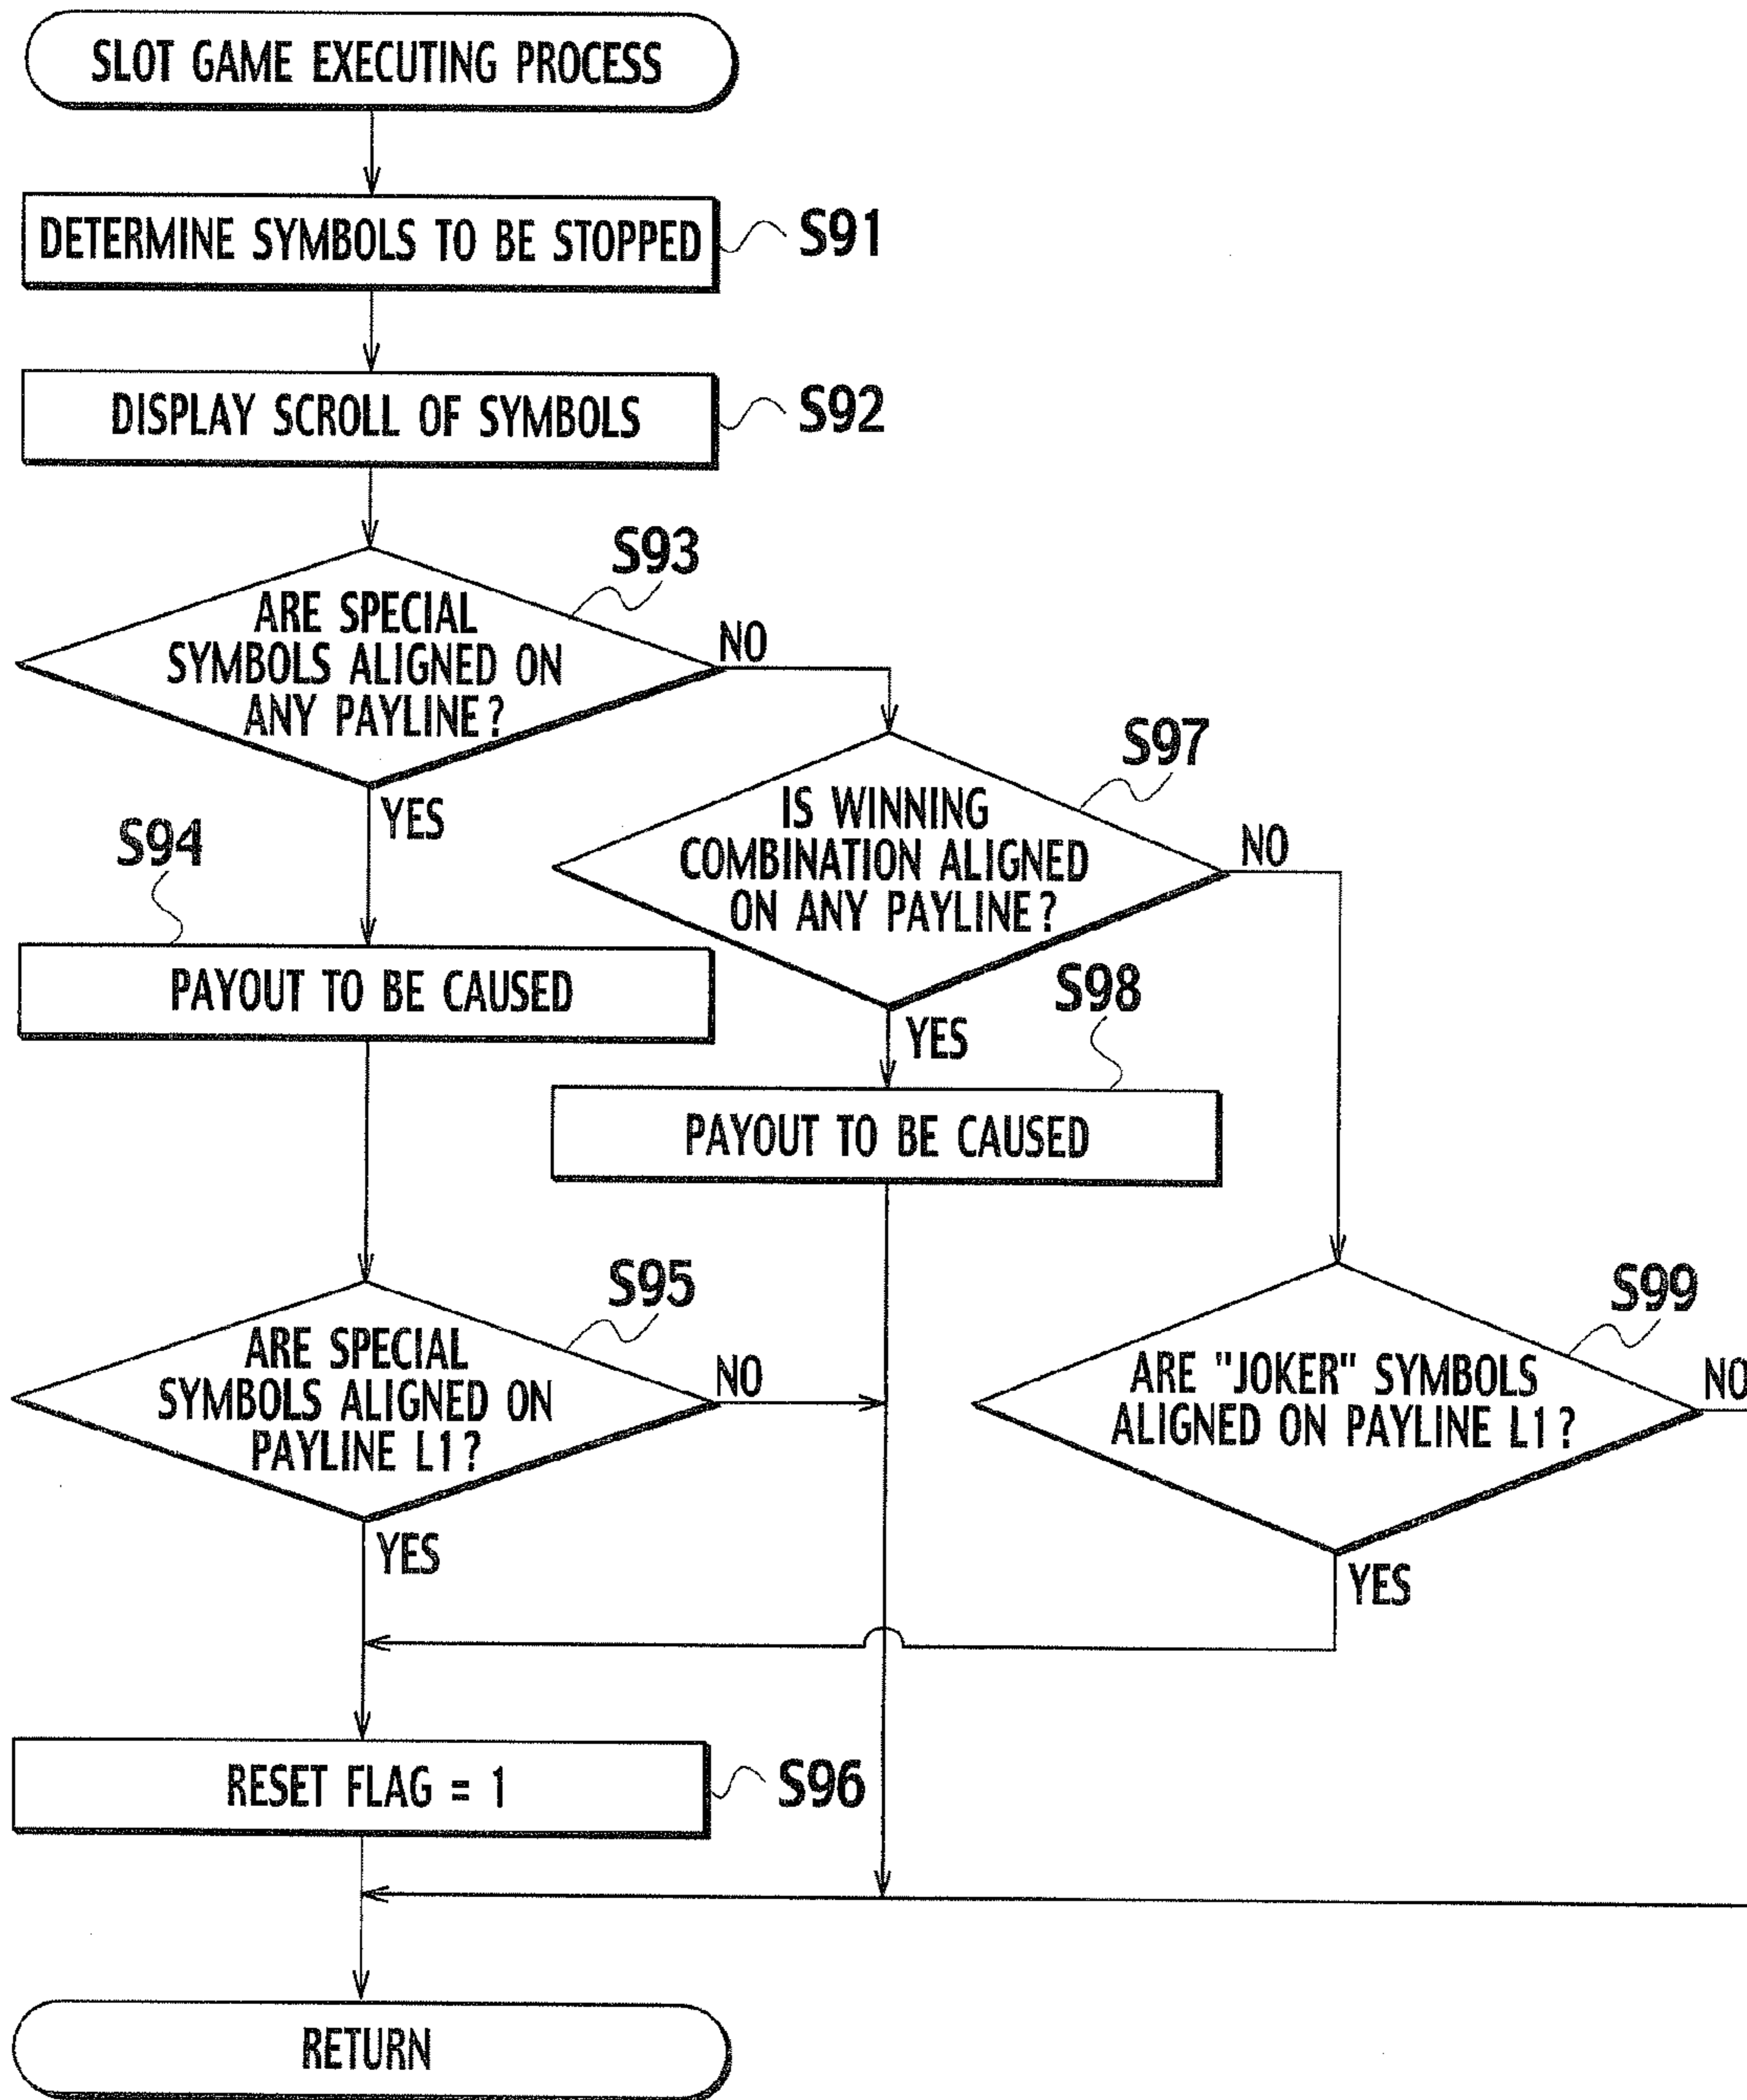 SLOT GAME EXECUTING PROCESS
DETERMINE SYMBOLS TO BE STOPPED
S91
DISPLAY SCROLL OF SYMBOLS
S92
S93
ARE SPECIAL
SYMBOLS ALIGNED ON
ANY PAYLINE?
NO
YES
S97
IS WINNING
COMBINATION ALIGNED
ON ANY PAYLINE?
NO
YES
S94
PAYOUT TO BE CAUSED
S98
PAYOUT TO BE CAUSED
S95
ARE SPECIAL
SYMBOLS ALIGNED ON
PAYLINE L1?
NO
YES
S99
ARE "JOKER" SYMBOLS
ALIGNED ON PAYLINE L1?
NO
YES
RESET FLAG = 1
S96
RETURN